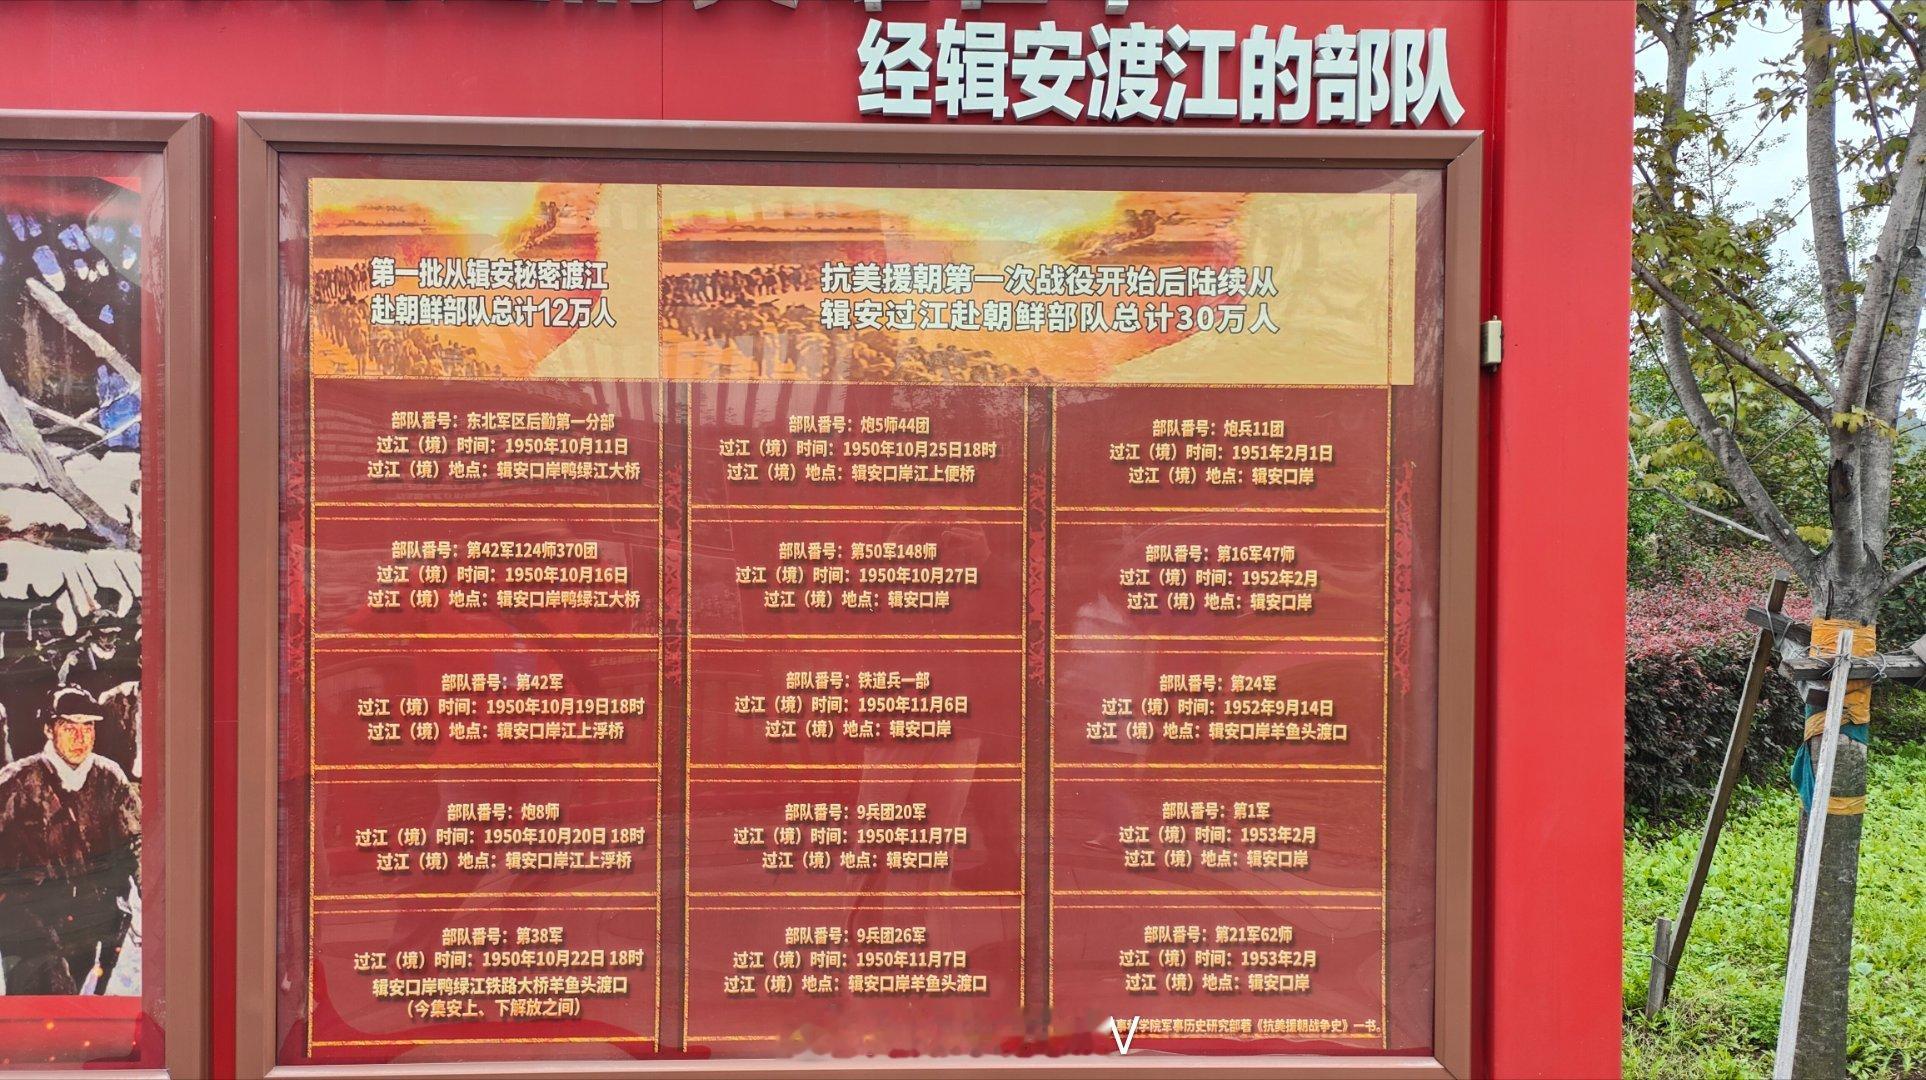 经辑安渡江的部队
第一批从辑安秘密渡江
赴朝鲜部队总计12万人
抗美援朝第一次战役开始后陆续从
辑安过江赴朝鲜部队总计30万人
部队番号：东北军区后勤第一分部
过江（境）时间：1950年10月11日
过江（境）地点：辑安口岸鸭绿江大桥
部队番号：第42军124师370团
过江（境）时间：1950年10月16日
过江（境）地点：辑安口岸鸭绿江大桥
部队番号：第42军
过江（境）时间：1950年10月19日18时
过江（境）地点：辑安口岸江上浮桥
部队番号：炮8师
过江（境）时间：1950年10月20日 18时
过江（境）地点：辑安口岸江上浮桥
部队番号：第38军
过江（境）时间：1950年10月22日 18时
辑安口岸鸭绿江铁路大桥羊鱼头渡口
（今集安上、下解放之间）
部队番号：炮5师44团
过江（境）时间：1950年10月25日18时
过江（境）地点：辑安口岸江上便桥
部队番号：第50军148师
过江（境）时间：1950年10月27日
过江（境）地点：辑安口岸
部队番号：铁道兵一部
过江（境）时间：1950年11月6日
过江（境）地点：辑安口岸
部队番号：9兵团20军
过江（境）时间：1950年11月7日
过江（境）地点：辑安口岸
部队番号：9兵团26军
过江（境）时间：1950年11月7日
过江（境）地点：辑安口岸羊鱼头渡口
部队番号：炮兵11团
过江（境）时间：1951年2月1日
过江（境）地点：辑安口岸
部队番号：第16军47师
过江（境）时间：1952年2月
过江（境）地点：辑安口岸
部队番号：第24军
过江（境）时间：1952年9月14日
过江（境）地点：辑安口岸羊鱼头渡口
部队番号：第1军
过江（境）时间：1953年2月
过江（境）地点：辑安口岸
部队番号：第21军62师
过江（境）时间：1953年2月
过江（境）地点：辑安口岸
事科学院军事历史研究部著《抗美援朝战争史》一书。